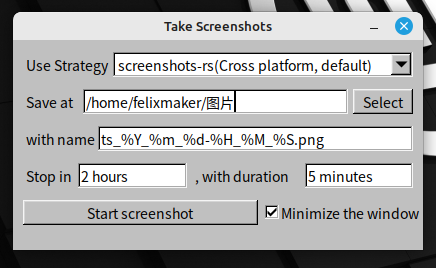 Take Screenshots
Use Strategy screenshots-rs(Cross platform, default)
Save at /home/felixmaker/图片 Select
with name ts_%Y_%m_%d-%H_%M_%S.png
Stop in 2 hours , with duration 5 minutes
Start screenshot Minimize the window